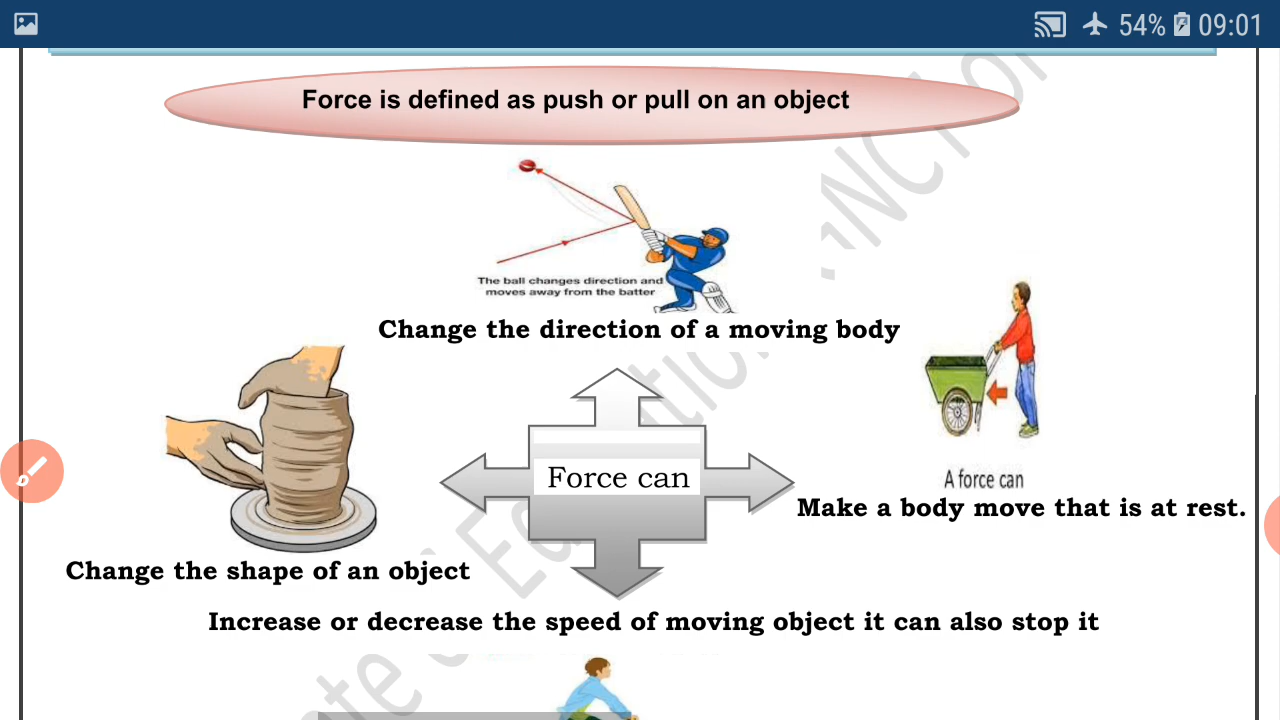 54% 09:01
Force is defined as push or pull on an object
The ball changes direction and
moves away from the batter
Change the direction of a moving body
A force can
Make a body move that is at rest.
Force can
Change the shape of an object
Increase or decrease the speed of moving object it can also stop it